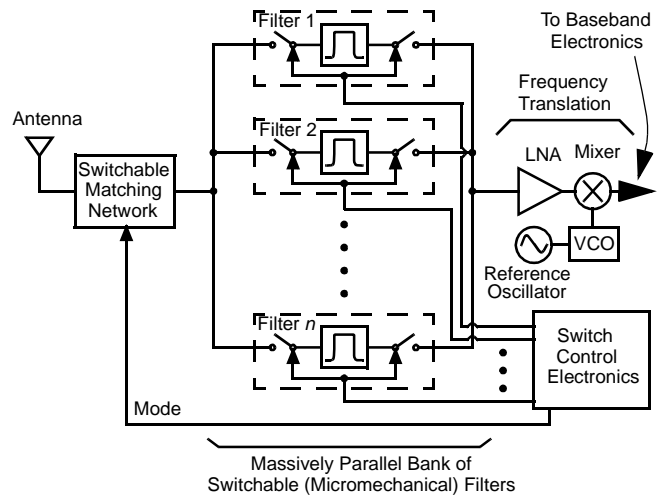 Filter 1
To Baseband
Electronics
Frequency
Translation
Antenna
Filter 2
LNA
Mixer
Switchable
Matching
Network
VCO
Reference
Oscillator
Filter n
Switch
Control
Electronics
Mode
Massively Parallel Bank of
Switchable (Micromechanical) Filters